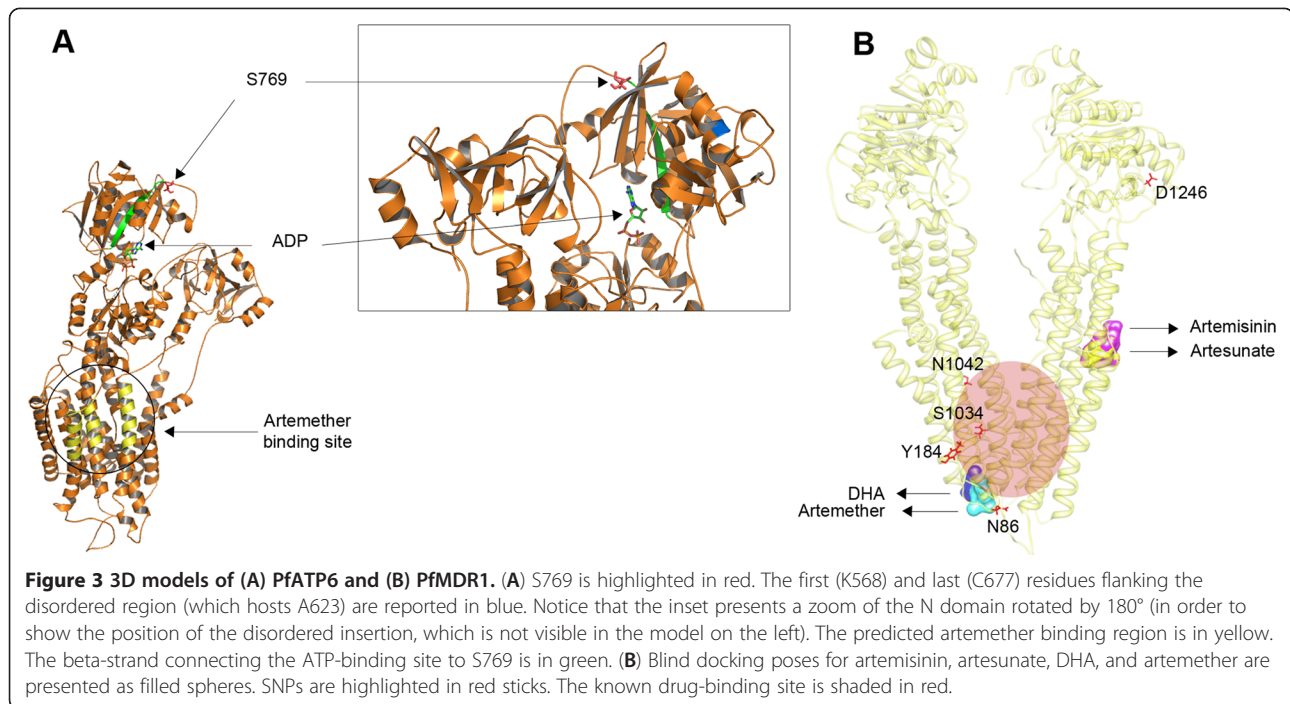 A
S769
ADP
Artemether
binding site
B
D1246
Artemisinin
Artesunate
N1042
S1034
Y184
DHA
Artemether
N86
Figure 3 3D models of (A) PfATP6 and (B) PfMDR1. (A) S769 is highlighted in red. The first (K568) and last (C677) residues flanking the
disordered region (which hosts A623) are reported in blue. Notice that the inset presents a zoom of the N domain rotated by 180° (in order to
show the position of the disordered insertion, which is not visible in the model on the left). The predicted artemether binding region is in yellow.
The beta-strand connecting the ATP-binding site to S769 is in green. (B) Blind docking poses for artemisinin, artesunate, DHA, and artemether are
presented as filled spheres. SNPs are highlighted in red sticks. The known drug-binding site is shaded in red.